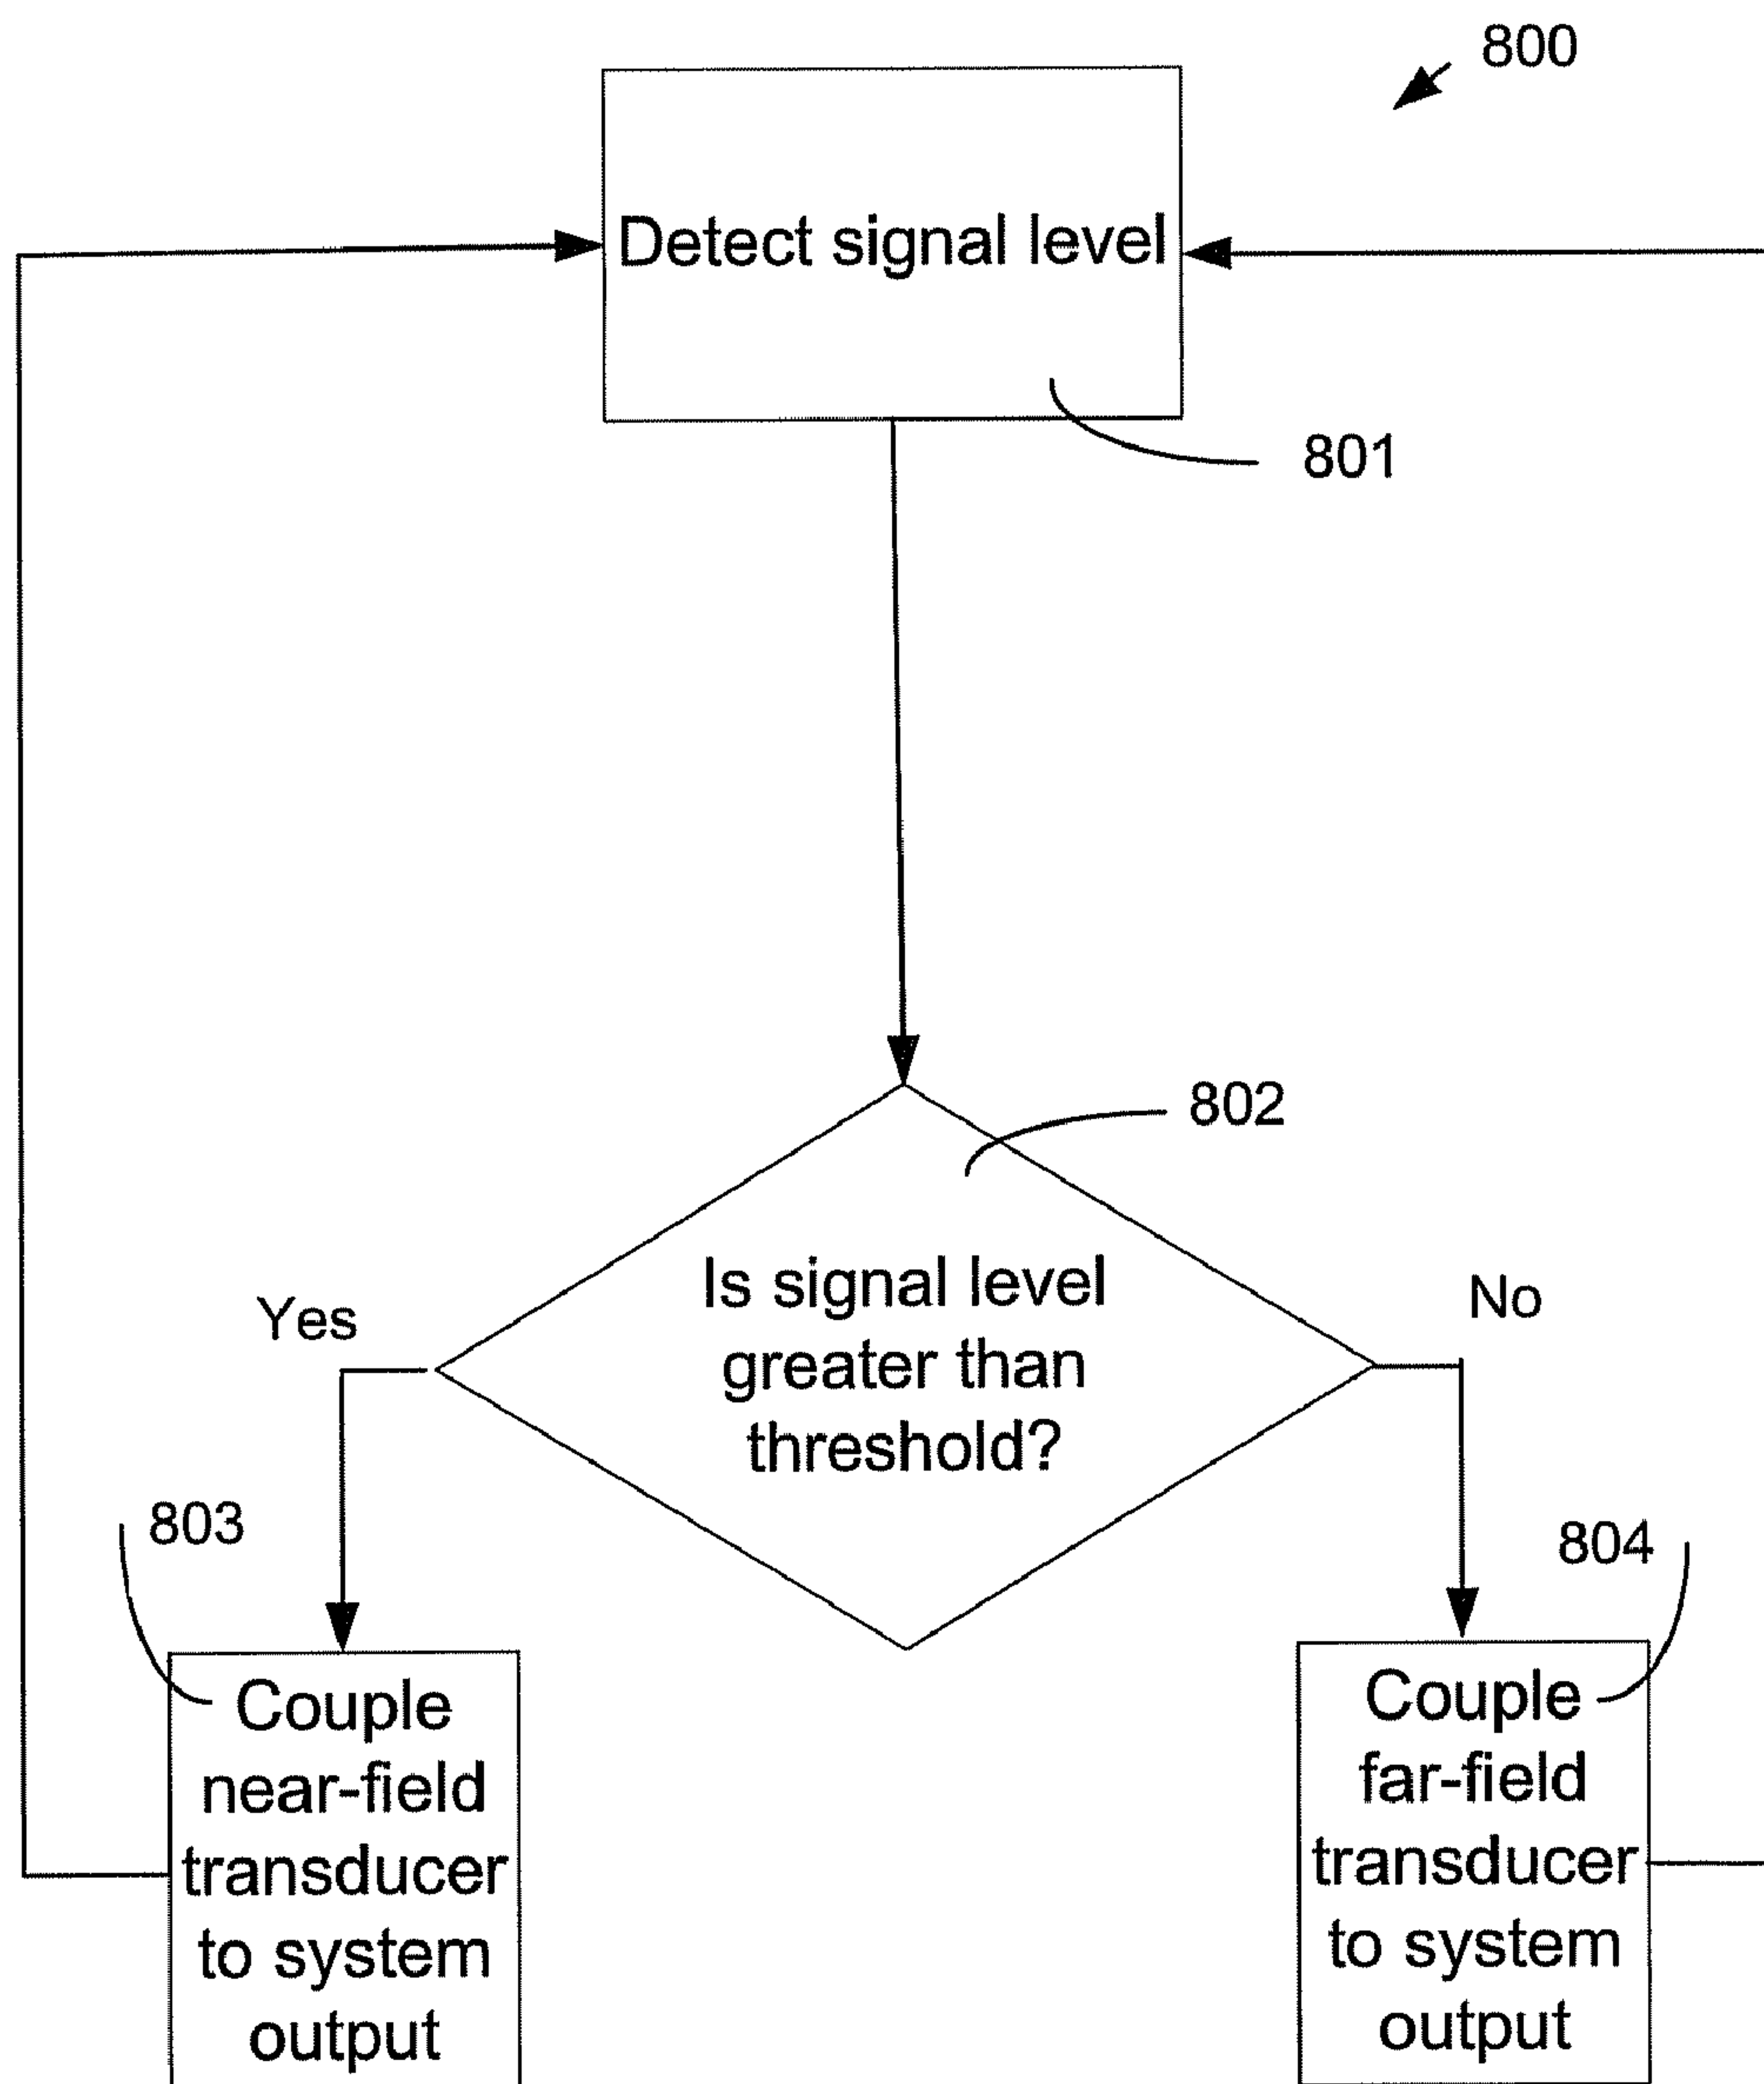 800
Detect signal level
801
802
Is signal level
greater than
threshold?
Yes
No
803
804
Couple
near-field
transducer
to system
output
Couple
far-field
transducer
to system
output